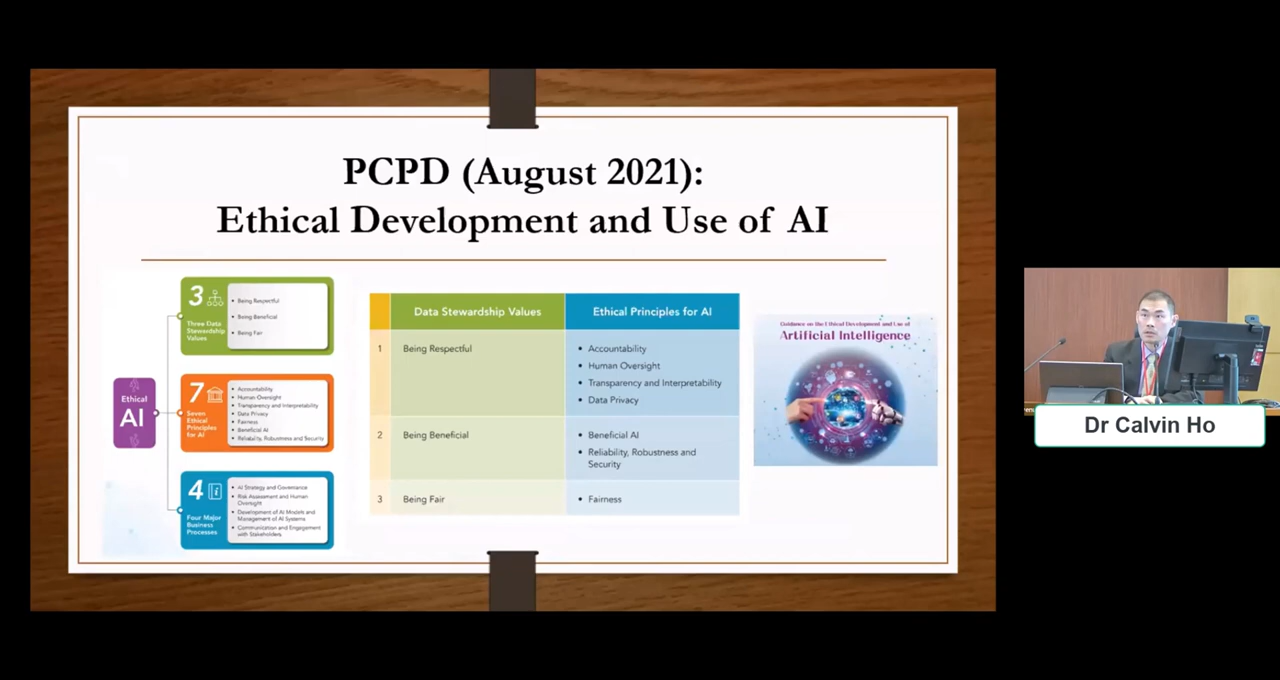 PCPD (August 2021):
Ethical Development and Use of AI
Ethical
AI
3
Three Data
Stewardship
Values
• Being Respectful
• Being Beneficial
• Being Fair
7
Seven
Ethical
Principles
for AI
• Accountability
• Human Oversight
• Transparency and Interpretability
• Data Privacy
• Fairness
• Beneficial AI
• Reliability, Robustness and Security
4
Four Major
Business
Processes
• AI Strategy and Governance
• Risk Assessment and Human
Oversight
• Development of AI Models and
Management of AI Systems
• Communication and Engagement
with Stakeholders
Data Stewardship Values
Ethical Principles for AI
1
Being Respectful
• Accountability
• Human Oversight
• Transparency and Interpretability
• Data Privacy
2
Being Beneficial
• Beneficial AI
• Reliability, Robustness and
Security
3
Being Fair
• Fairness
Guidance on the Ethical Development and Use of
Artificial Intelligence
Dr Calvin Ho